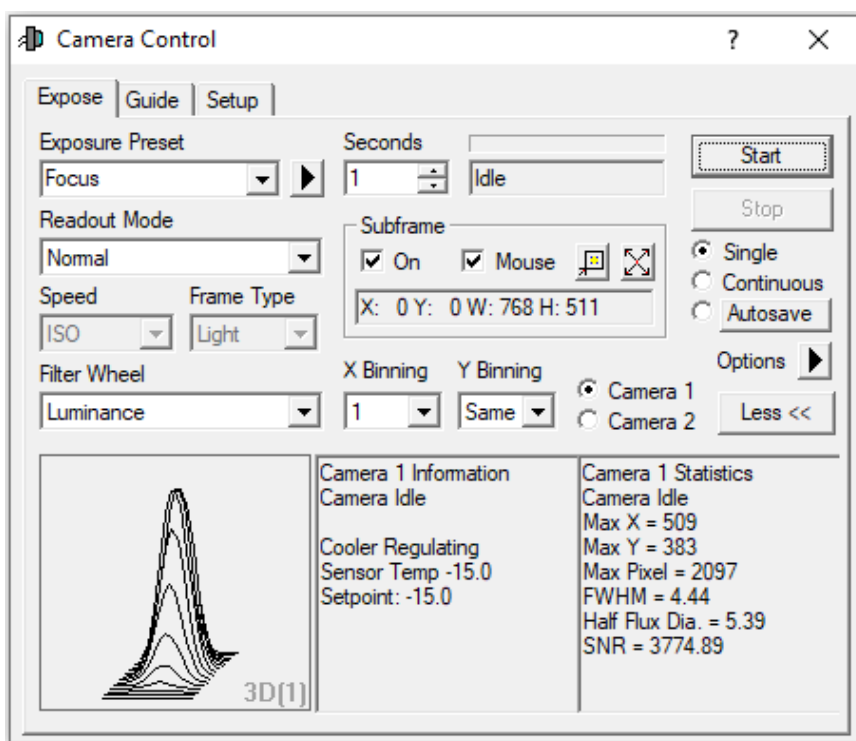 Camera Control
Expose Guide Setup
Exposure Preset
Focus
Seconds
1
Idle
Start
Stop
Readout Mode
Normal
Subframe
On Mouse
X: 0 Y: 0 W: 768 H: 511
Single
Continuous
Autosave
Speed Frame Type
ISO Light
Filter Wheel
Luminance
X Binning Y Binning
1 Same
Camera 1
Camera 2
Options
Less <<
3D(1)
Camera 1 Information
Camera Idle
Cooler Regulating
Sensor Temp -15.0
Setpoint: -15.0
Camera 1 Statistics
Camera Idle
Max X = 509
Max Y = 383
Max Pixel = 2097
FWHM = 4.44
Half Flux Dia. = 5.39
SNR = 3774.89